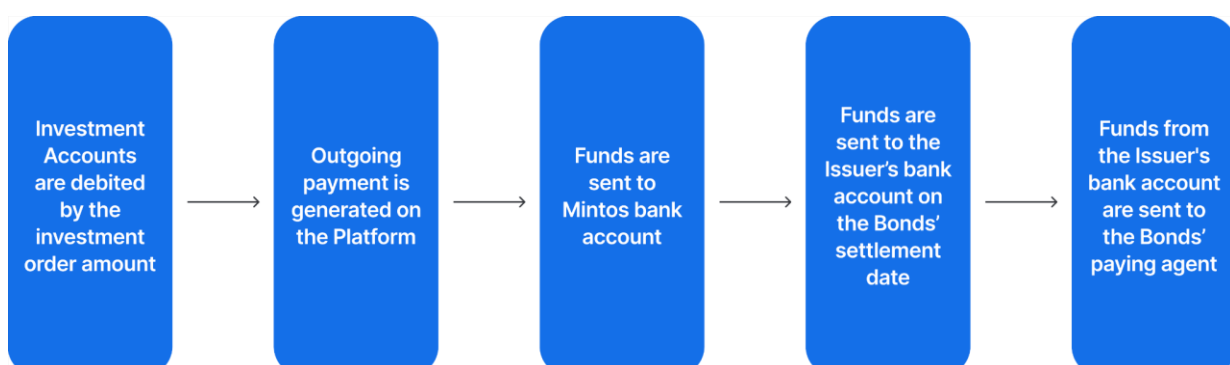 Investment
Accounts
are debited
by the
investment
order amount
Outgoing
payment is
generated on
the Platform
Funds are
sent to
Mintos bank
account
Funds are
sent to the
Issuer’s bank
account on
the Bonds’
settlement
date
Funds from
the Issuer's
bank account
are sent to
the Bonds’
paying agent